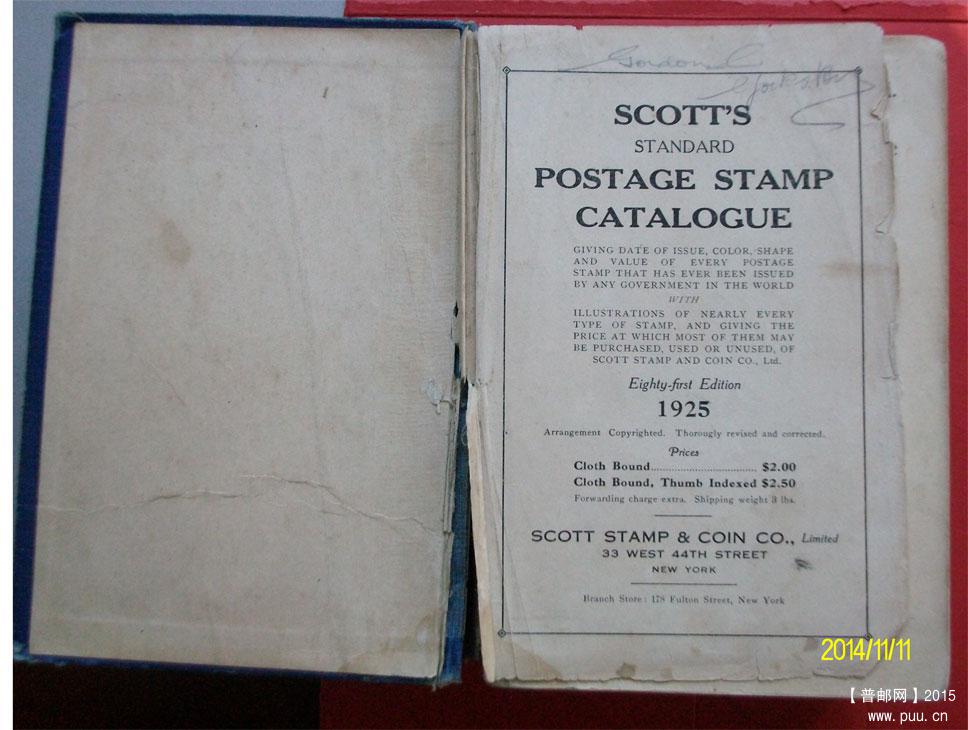 Gordon C
SCOTT'S
STANDARD
POSTAGE STAMP
CATALOGUE
GIVING DATE OF ISSUE, COLOR, SHAPE
AND VALUE OF EVERY POSTAGE
STAMP THAT HAS EVER BEEN ISSUED
BY ANY GOVERNMENT IN THE WORLD
WITH
ILLUSTRATIONS OF NEARLY EVERY
TYPE OF STAMP, AND GIVING THE
PRICE AT WHICH MOST OF THEM MAY
BE PURCHASED, USED OR UNUSED, OF
SCOTT STAMP AND COIN CO., Ltd.
Eighty-first Edition
1925
Arrangement Copyrighted. Thorougly revised and corrected.
Prices
Cloth Bound................................ $2.00
Cloth Bound, Thumb Indexed $2.50
Forwarding charge extra. Shipping weight 3 lbs.
SCOTT STAMP & COIN CO., Limited
33 WEST 44TH STREET
NEW YORK
Branch Store: 178 Fulton Street, New York
2014/11/11
【普邮网】2015
www.puu.cn